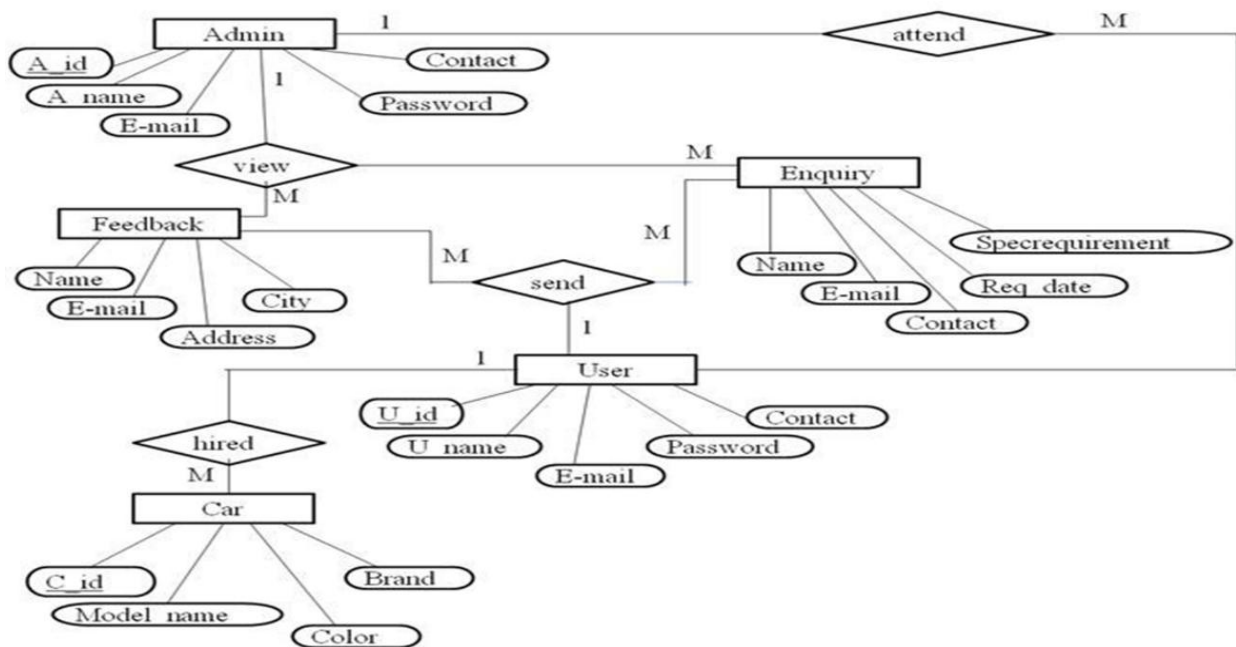 1
M
Admin
attend
A_id
A_name
E-mail
Password
Contact
1
view
M
M
Enquiry
Feedback
Name
E-mail
Address
City
M
M
send
1
Name
E-mail
Contact
Req_date
Specrequirement
1
User
U_id
U_name
E-mail
Password
Contact
hired
M
Car
C_id
Model_name
Color
Brand